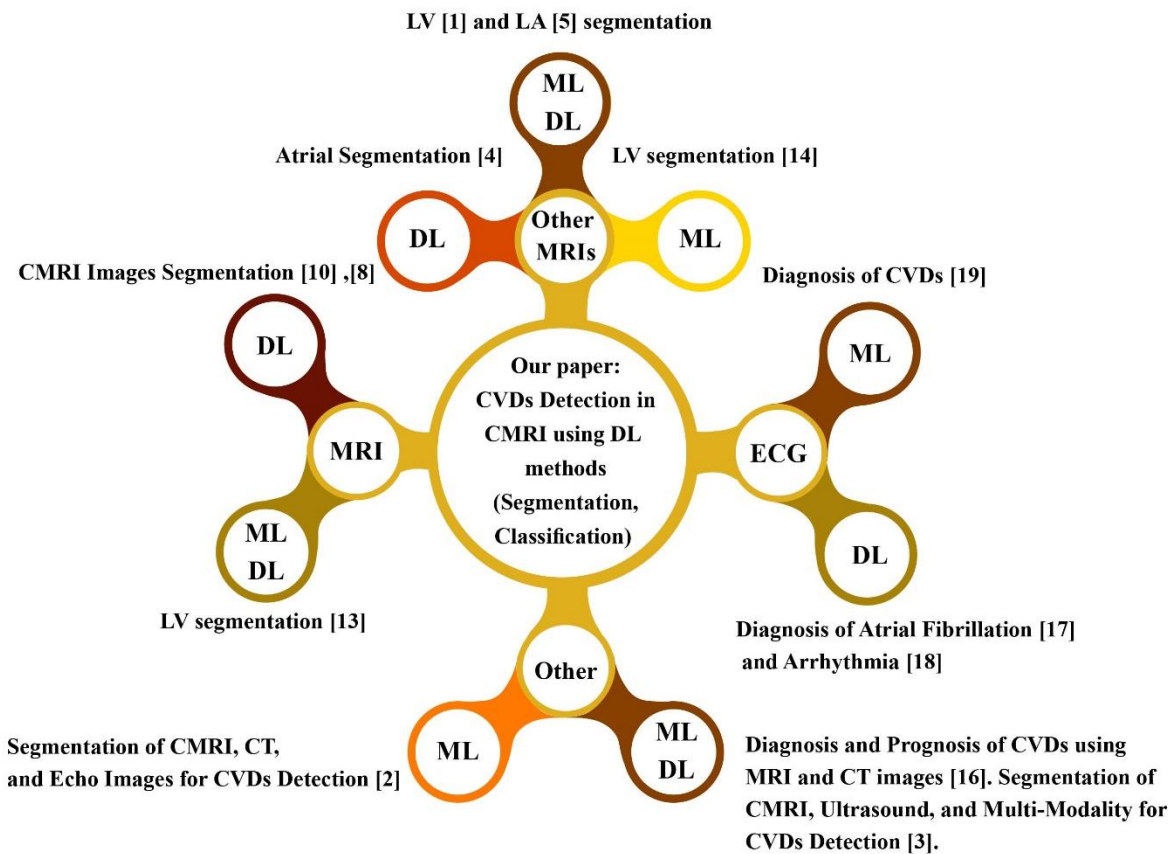 LV [1] and LA [5] segmentation
ML
DL
Atrial Segmentation [4]
LV segmentation [14]
DL
Other
MRIs
ML
CMRI Images Segmentation [10] ,[8]
Diagnosis of CVDs [19]
DL
ML
Our paper:
CVDs Detection in
CMRI using DL
methods
(Segmentation,
Classification)
MRI
ECG
ML
DL
DL
LV segmentation [13]
Diagnosis of Atrial Fibrillation [17]
and Arrhythmia [18]
Other
ML
ML
DL
Segmentation of CMRI, CT,
and Echo Images for CVDs Detection [2]
Diagnosis and Prognosis of CVDs using
MRI and CT images [16]. Segmentation of
CMRI, Ultrasound, and Multi-Modality for
CVDs Detection [3].